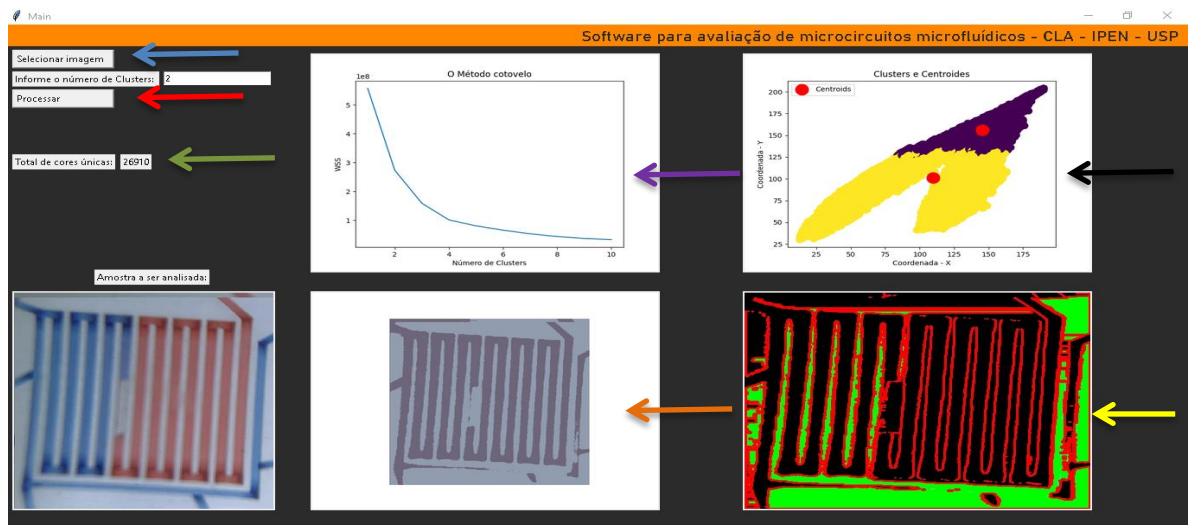 Main
Software para avaliação de microcircuitos microfluídicos - CLA - IPEN - USP
Selecionar imagem
Informe o número de Clusters: 2
Processar
Total de cores únicas: 26910
Amostra a ser analisada:
O Método cotovelo
1e8
5
4
3
2
1
WSS
2 4 6 8 10
Número de Clusters
Clusters e Centroides
Centroids
200
175
150
125
100
75
50
25
Coordenada - Y
25 50 75 100 125 150 175
Coordenada - X